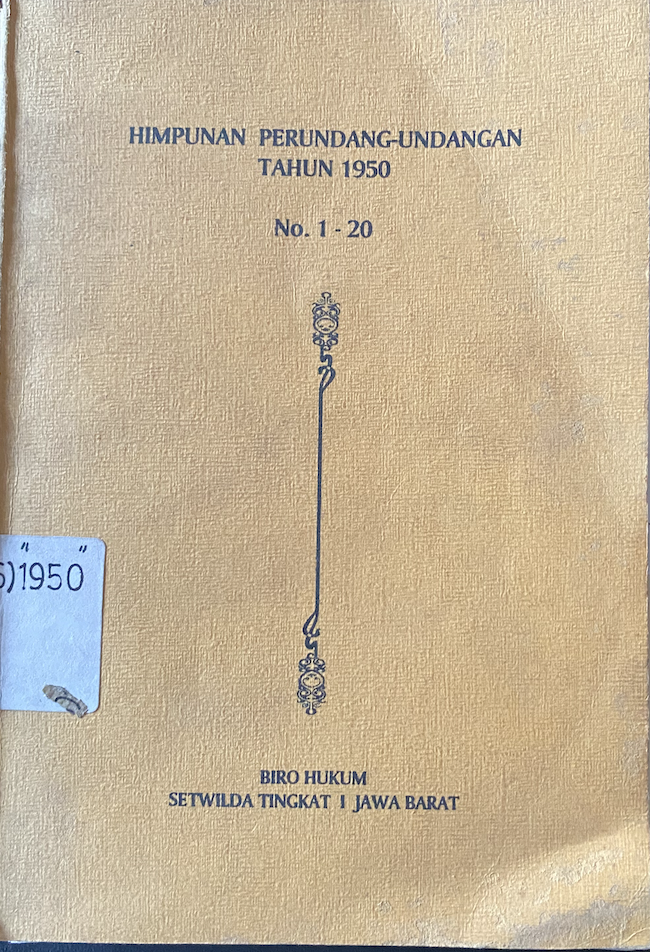 HIMPUNAN PERUNDANG-UNDANGAN
TAHUN 1950
No. 1 - 20
)"1950"
BIRO HUKUM
SETWILDA TINGKAT I JAWA BARAT